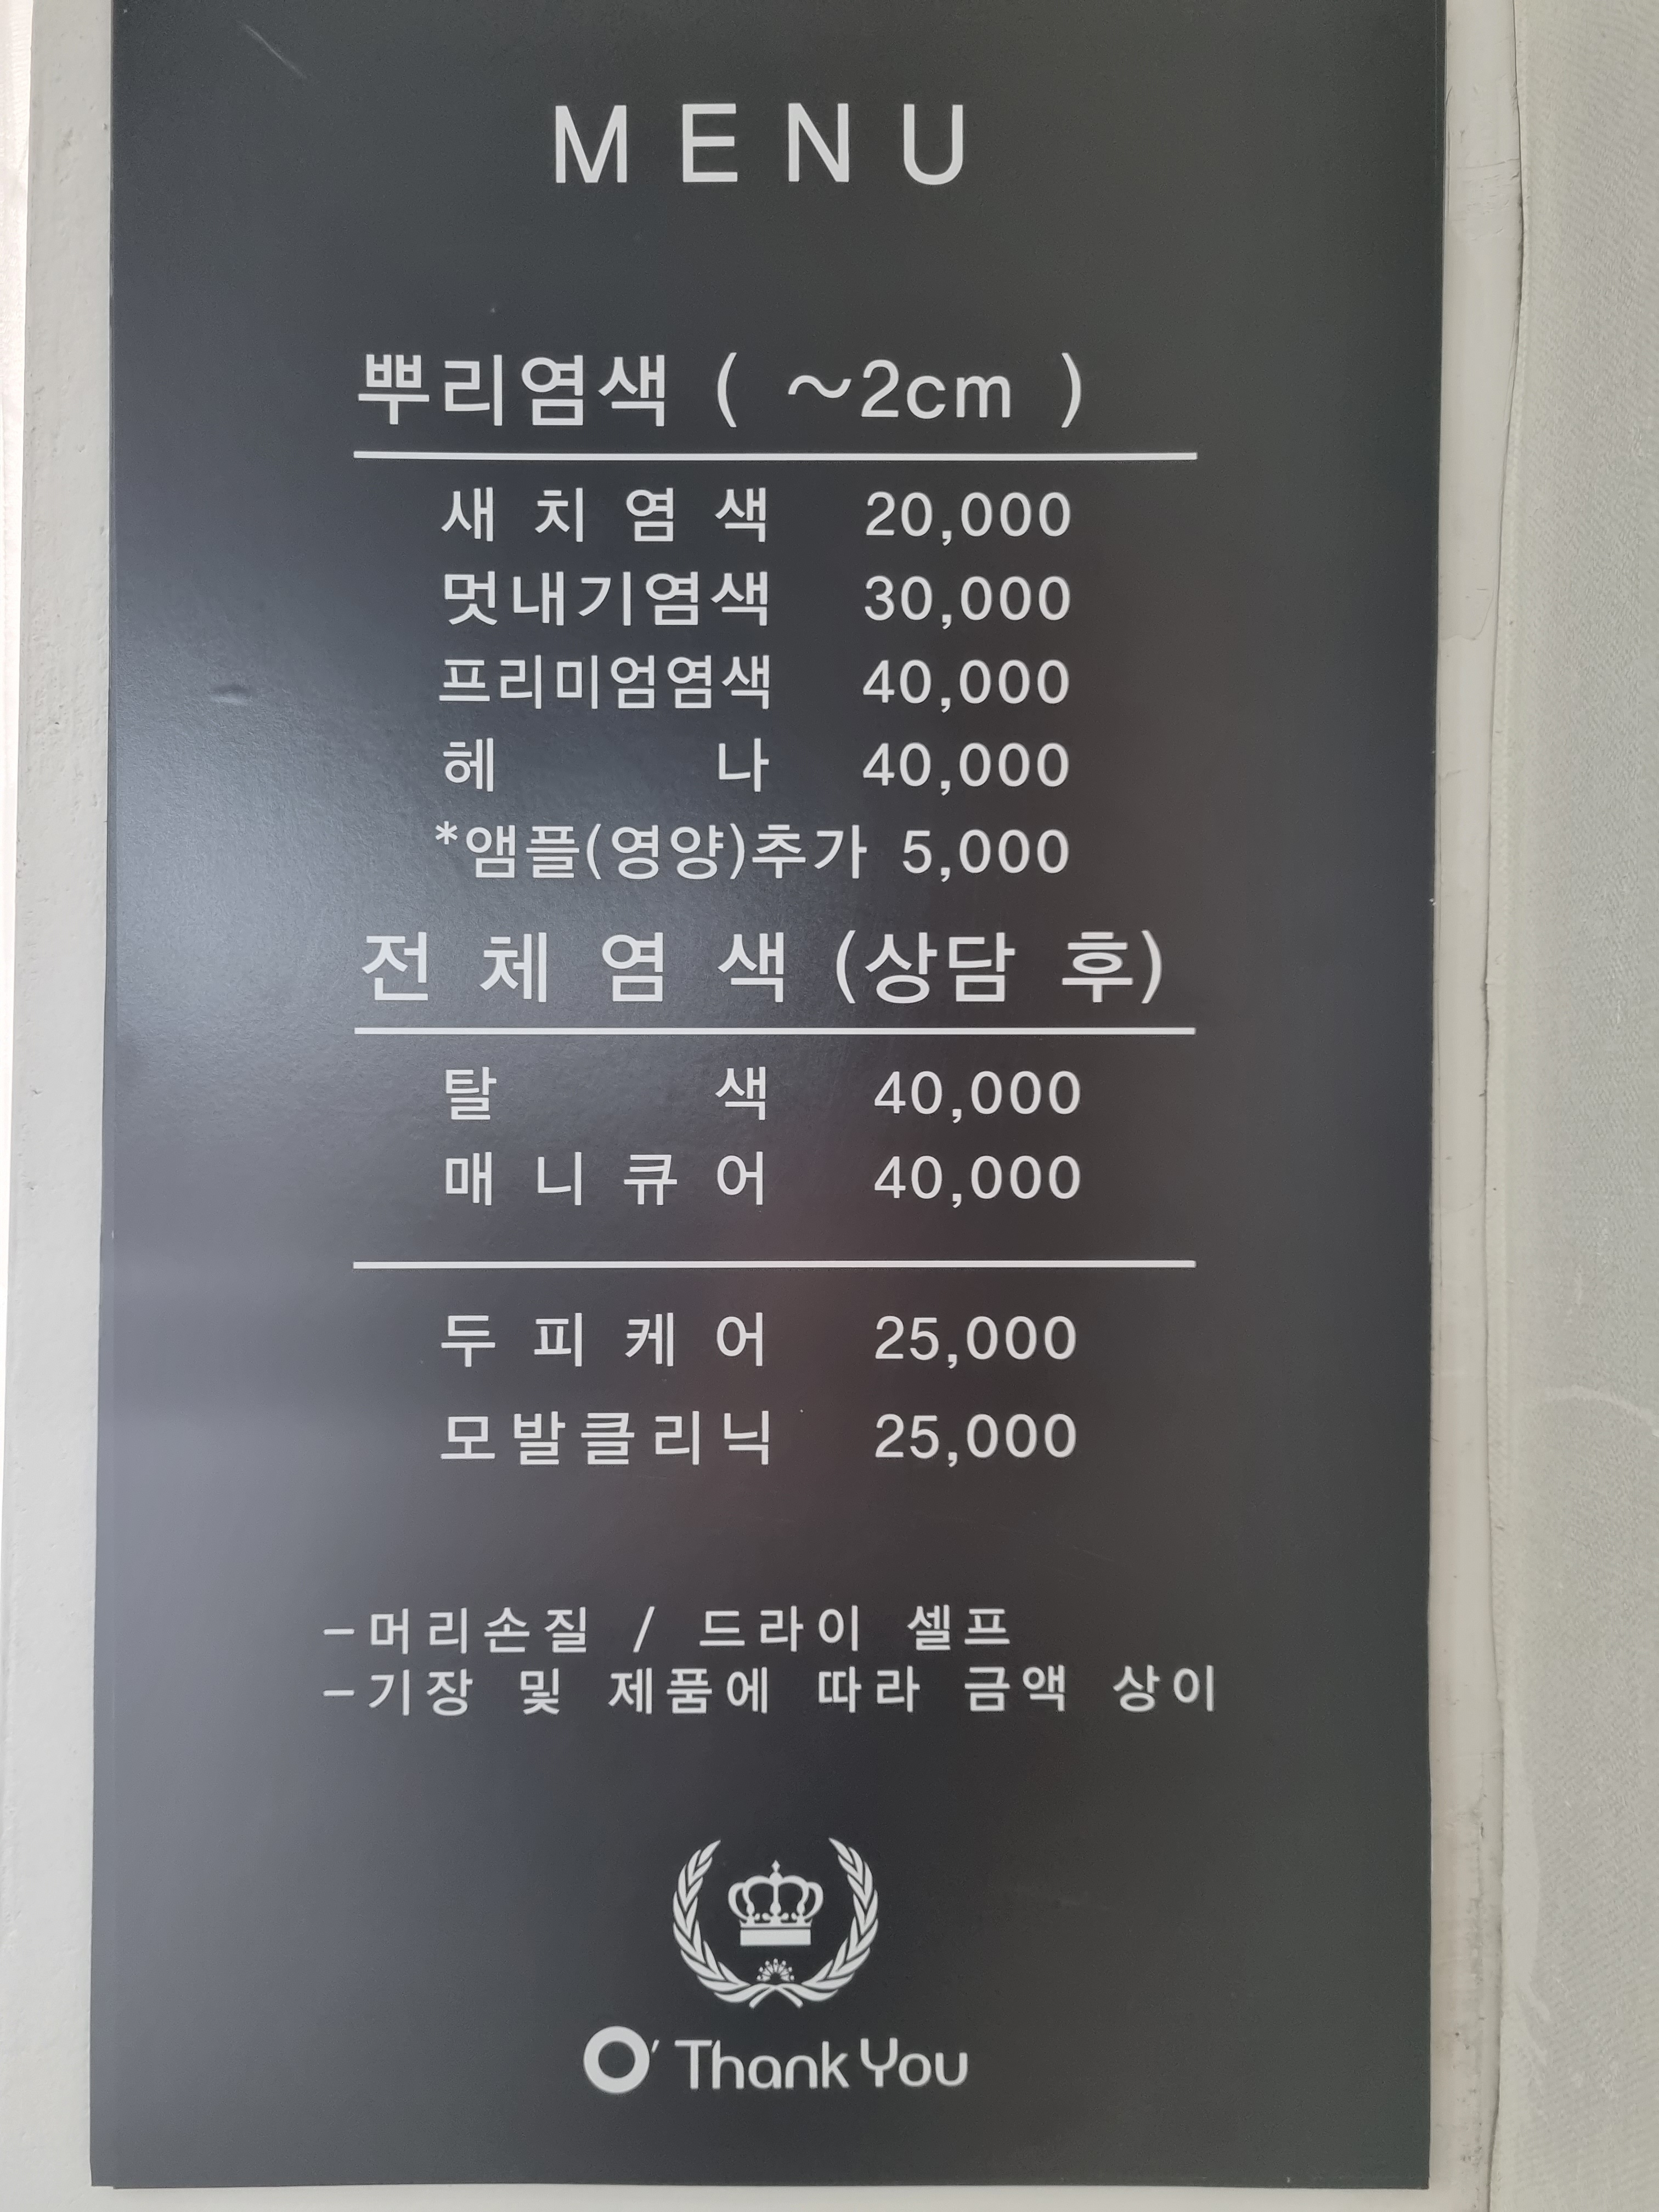 MENU
뿌리염색 ( ~2cm )
새치염색 20,000
멋내기염색 30,000
프리미엄염색 40,000
헤나 40,000
*앰플(영양)추가 5,000
전체염색 (상담 후)
탈색 40,000
매니큐어 40,000
두피케어 25,000
모발클리닉 25,000
-머리손질 / 드라이 셀프
-기장 및 제품에 따라 금액 상이
O' Thank You